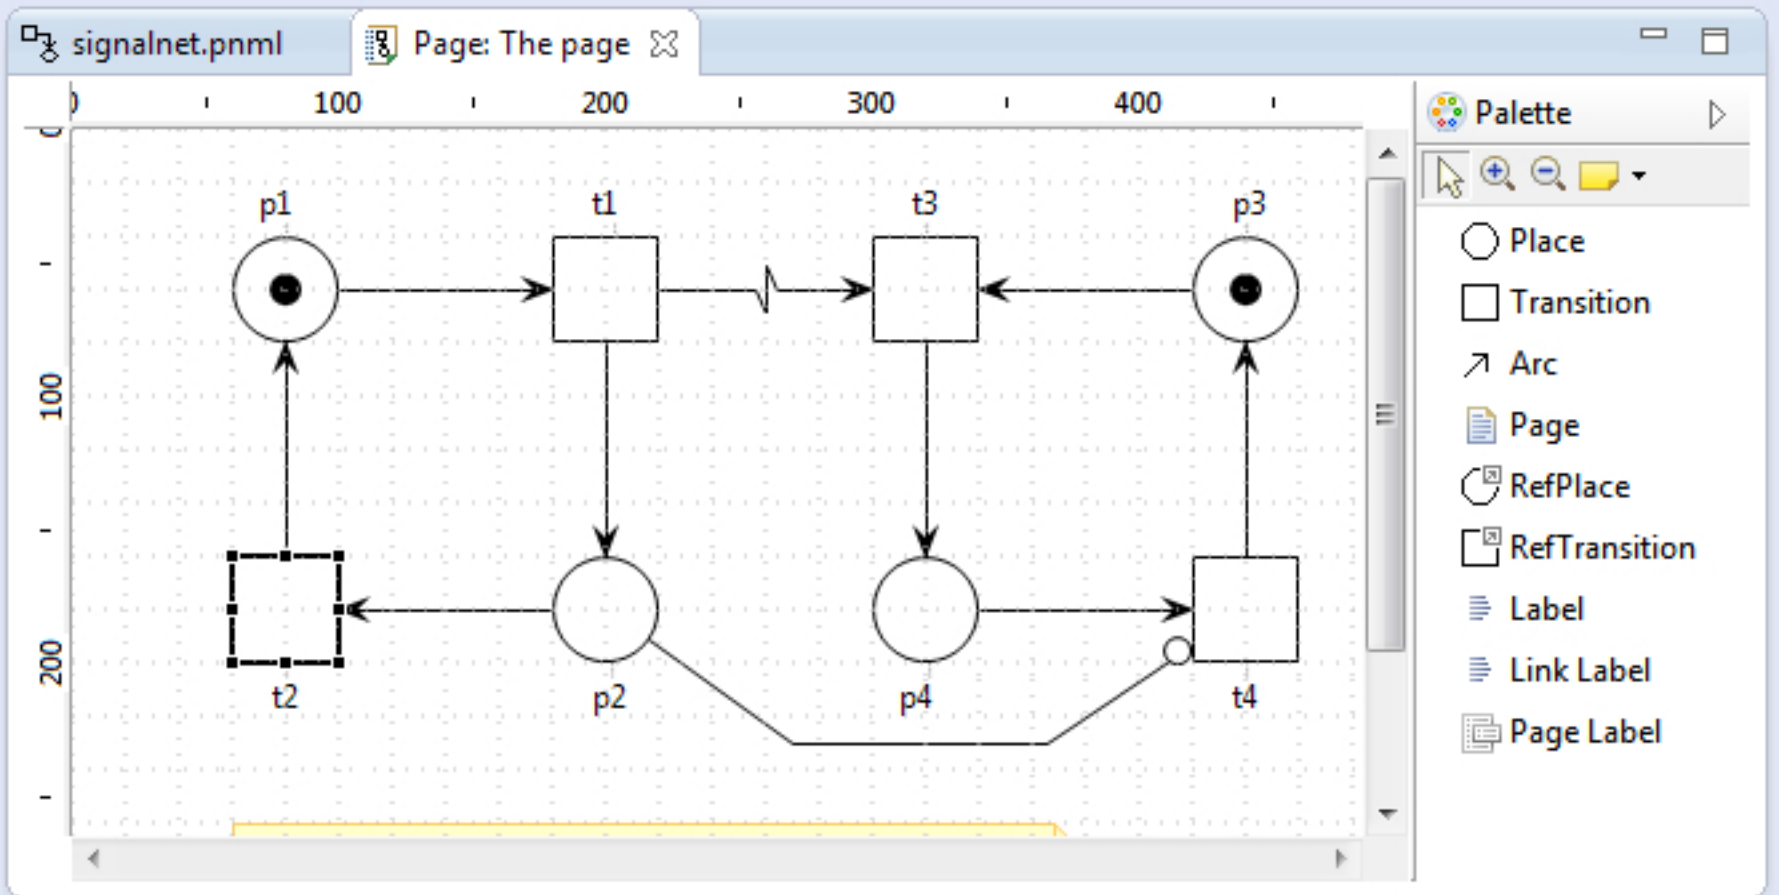 signalnet.pnml
Page: The page
0 100 200 300 400
Palette
p1 t1 t3 p3
Place
Transition
Arc
0
100
200
Page
RefPlace
RefTransition
Label
Link Label
Page Label
t2 p2 p4 t4